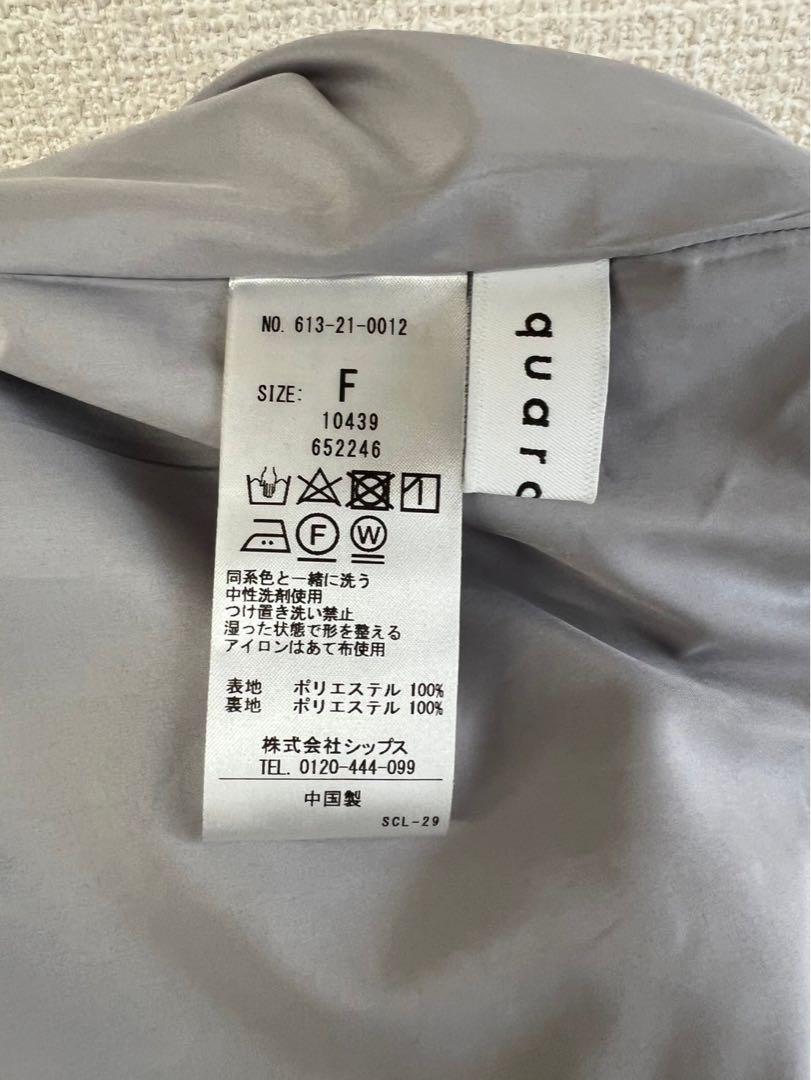 NO. 613-21-0012
SIZE: F
10439
652246
F W
同系色と一緒に洗う
中性洗剤使用
つけ置き洗い禁止
湿った状態で形を整える
アイロンはあて布使用
表地 ポリエステル 100%
裏地 ポリエステル 100%
株式会社シップス
TEL. 0120-444-099
中国製
SCL-29
quar